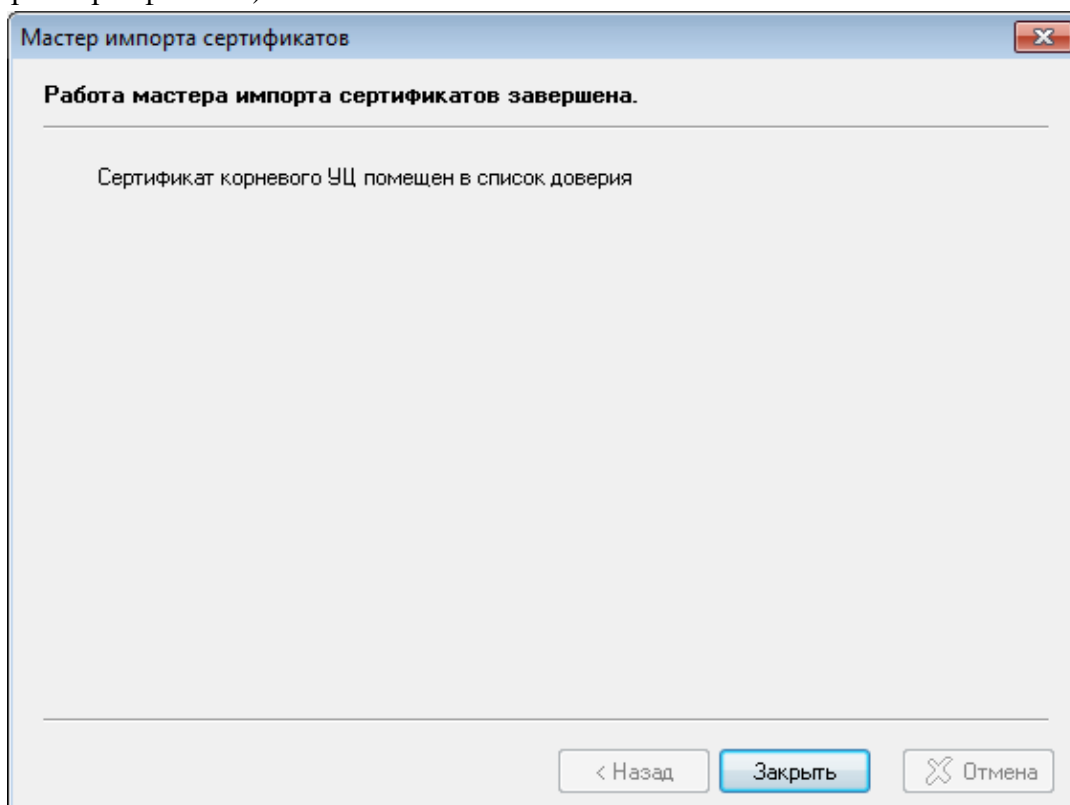 Мастер импорта сертификатов
Работа мастера импорта сертификатов завершена.
Сертификат корневого УЦ помещен в список доверия
< Назад
Закрыть
Отмена